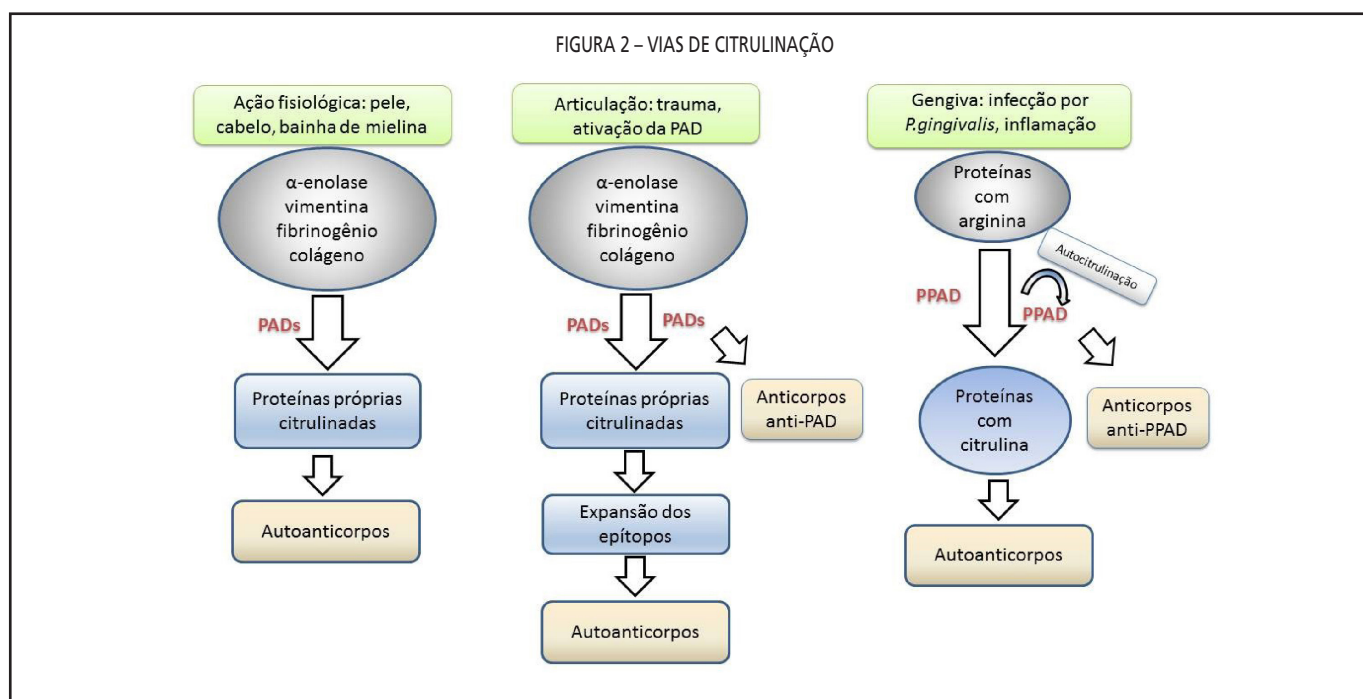 FIGURA 2 – VIAS DE CITRULINAÇÃO
Ação fisiológica: pele,
cabelo, bainha de mielina
α-enolase
vimentina
fibrinogênio
colágeno
PADs
Proteínas próprias
citrulinadas
Autoanticorpos
Articulação: trauma,
ativação da PAD
α-enolase
vimentina
fibrinogênio
colágeno
PADs
PADs
Proteínas próprias
citrulinadas
Anticorpos
anti-PAD
Expansão dos
epítopos
Autoanticorpos
Gengiva: infecção por
P.gingivalis, inflamação
Proteínas
com
arginina
Autocitrulinação
PPAD
PPAD
Proteínas
com
citrulina
Anticorpos
anti-PPAD
Autoanticorpos